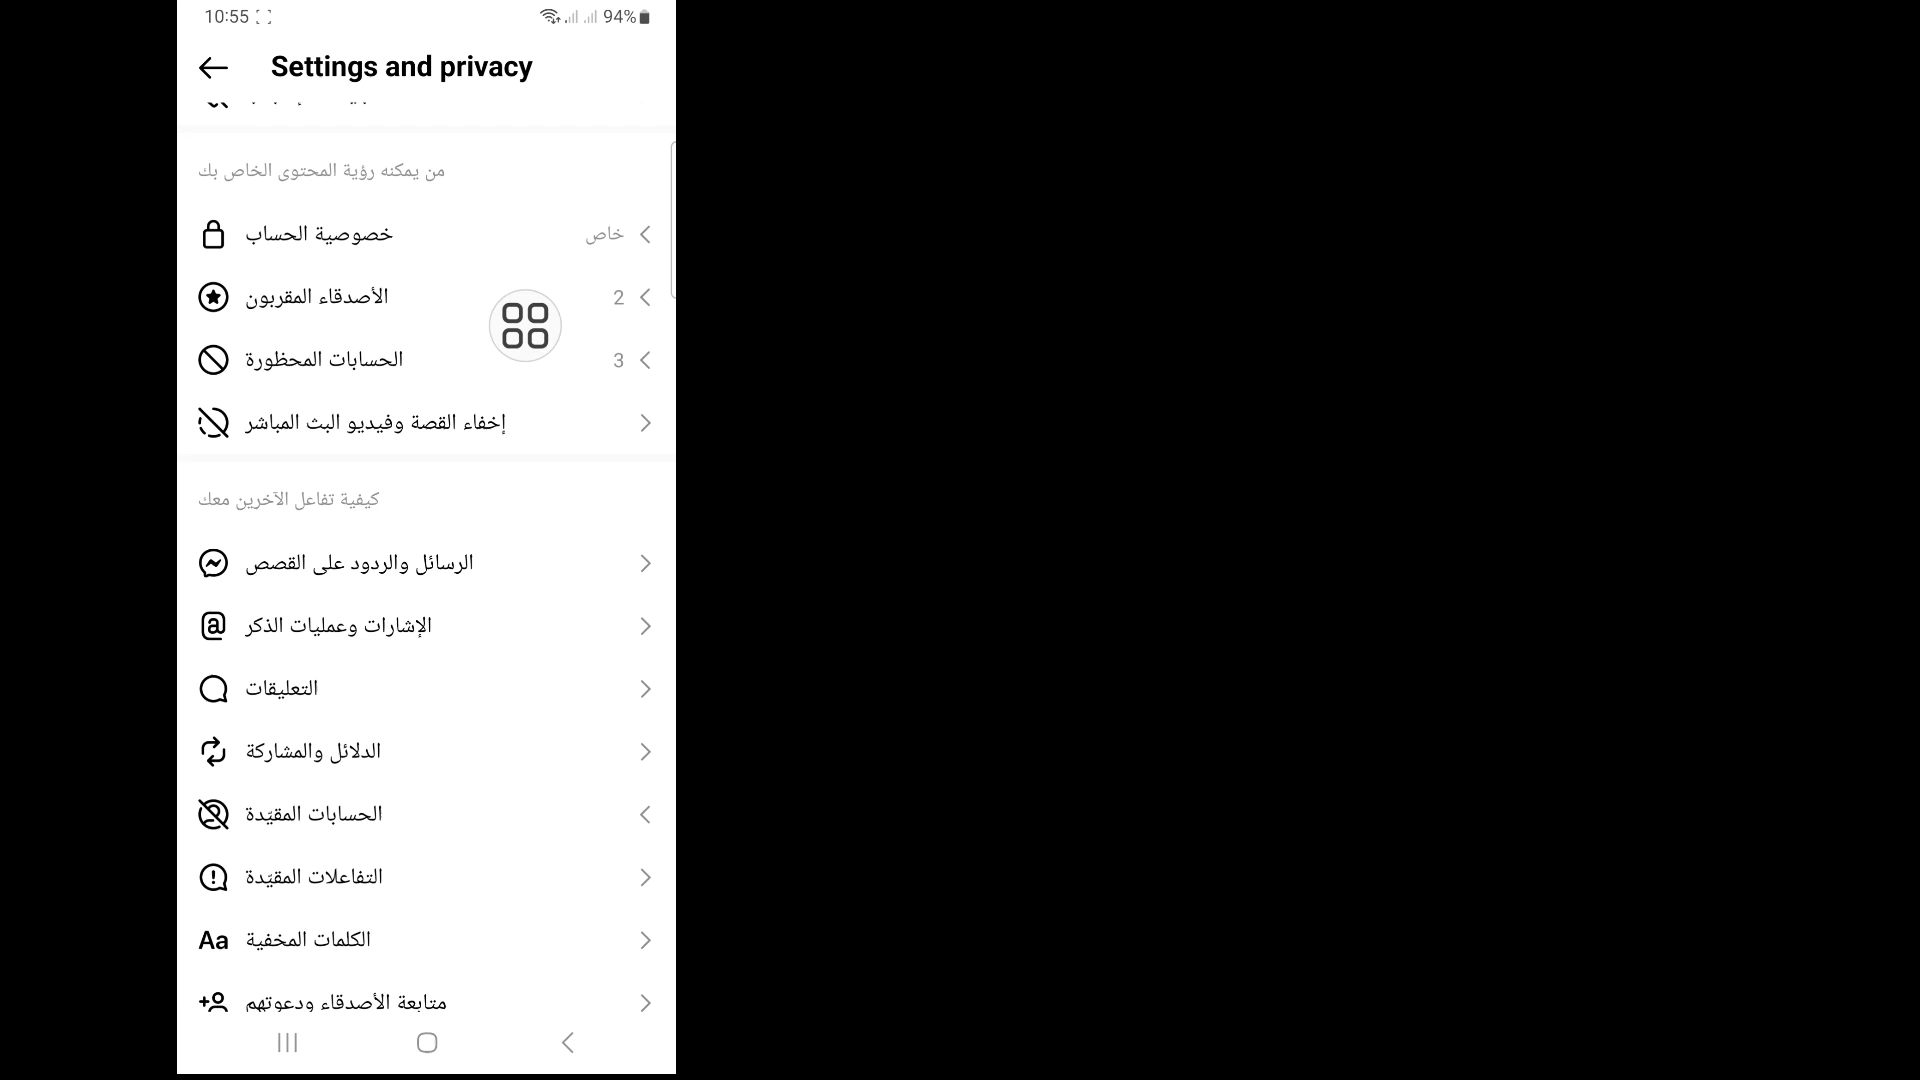 10:55
94%
Settings and privacy
من يمكنه رؤية المحتوى الخاص بك
خصوصية الحساب
خاص
الأصدقاء المقربون
2
الحسابات المحظورة
3
إخفاء القصة وفيديو البث المباشر
كيفية تفاعل الآخرين معك
الرسائل والردود على القصص
الإشارات وعمليات الذكر
التعليقات
الدلائل والمشاركة
الحسابات المقيّدة
التفاعلات المقيّدة
Aa الكلمات المخفية
متابعة الأصدقاء ودعوتهم